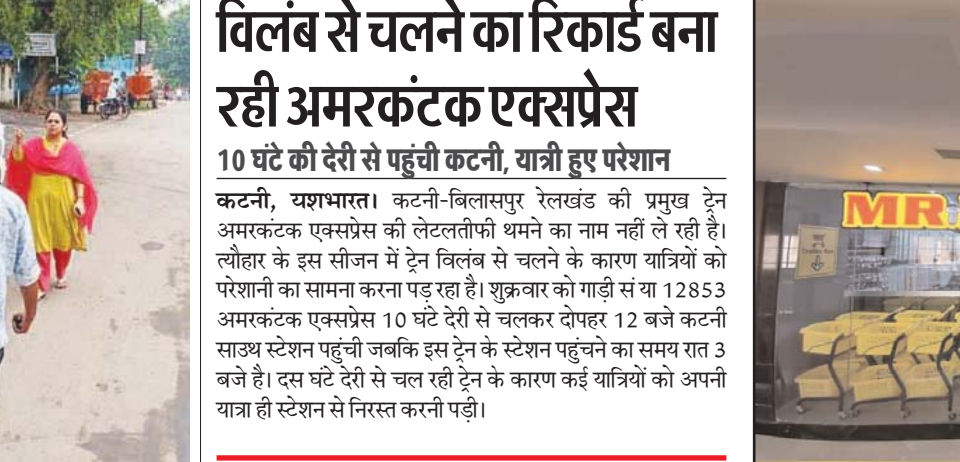 विलंब से चलने का रिकार्ड बना
रही अमरकंटक एक्सप्रेस
10 घंटे की देरी से पहुंची कटनी, यात्री हुए परेशान
कटनी, यशभारत। कटनी-बिलासपुर रेलखंड की प्रमुख ट्रेन
अमरकंटक एक्सप्रेस की लेटलतीफी थमने का नाम नहीं ले रही है।
त्यौहार के इस सीजन में ट्रेन विलंब से चलने के कारण यात्रियों को
परेशानी का सामना करना पड़ रहा है। शुक्रवार को गाड़ी सं या 12853
अमरकंटक एक्सप्रेस 10 घंटे देरी से चलकर दोपहर 12 बजे कटनी
साउथ स्टेशन पहुंची जबकि इस ट्रेन के स्टेशन पहुंचने का समय रात 3
बजे है। दस घंटे देरी से चल रही ट्रेन के कारण कई यात्रियों को अपनी
यात्रा ही स्टेशन से निरस्त करनी पड़ी।
MR.